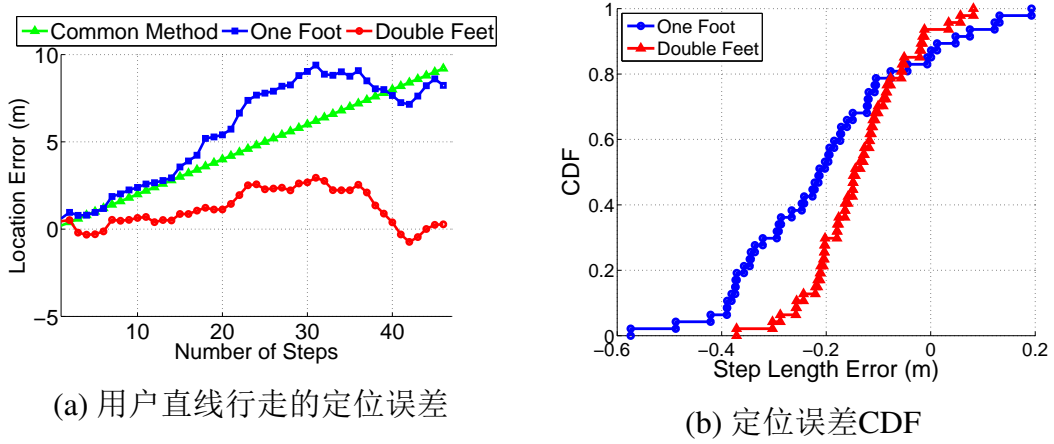 Common Method One Foot Double Feet
10
5
0
−5
10 20 30 40
Location Error (m)
Number of Steps
(a) 用户直线行走的定位误差
One Foot
Double Feet
1
0.8
0.6
0.4
0.2
0
−0.6 −0.4 −0.2 0 0.2
CDF
Step Length Error (m)
(b) 定位误差CDF